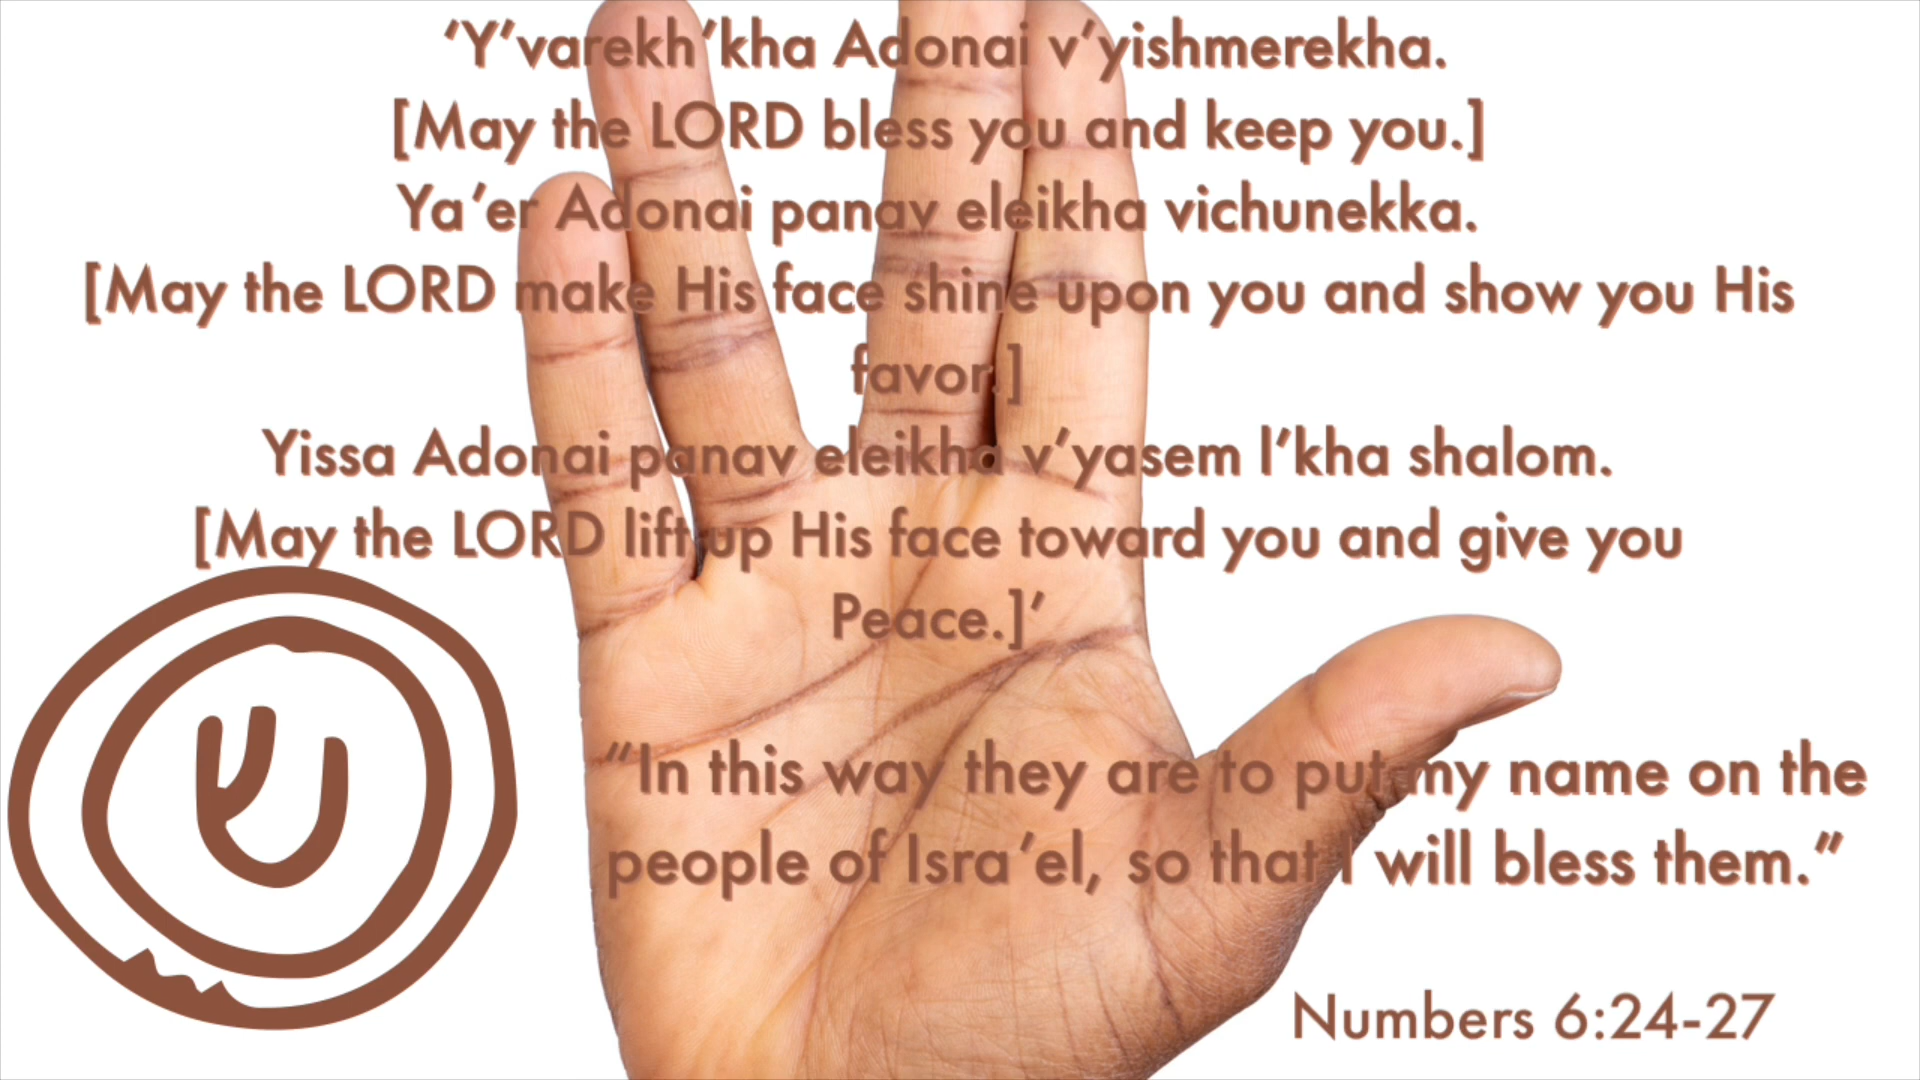 ‘Y’varekh’kha Adonai v’yishmerekha.
[May the LORD bless you and keep you.]
Ya’er Adonai panav eleikha vichunekka.
[May the LORD make His face shine upon you and show you His
favor.]
Yissa Adonai panav eleikha v’yasem l’kha shalom.
[May the LORD lift up His face toward you and give you
Peace.]’
ש
“In this way they are to put my name on the
people of Isra’el, so that I will bless them.”
Numbers 6:24-27